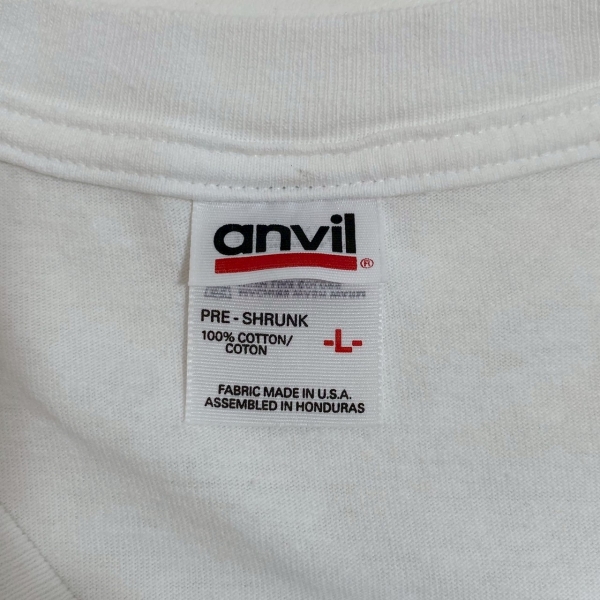 anvil
®
PRE - SHRUNK
100% COTTON/
COTON
-L-
FABRIC MADE IN U.S.A.
ASSEMBLED IN HONDURAS